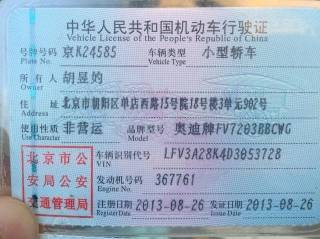 中华人民共和国机动车行驶证
Vehicle License of the People's Republic of China
号牌号码 京K24585 车辆类型 小型轿车
Plate No. Vehicle Type
所有人 胡显灼
Owner
住址 北京市朝阳区单店西路15号院18号楼3单元902号
Address
使用性质 非营运 品牌型号 奥迪牌FV7203BBCWG
Use Character Model
北京市公安局公安交通管理局
车辆识别代号 LFV3A28K4D3053728
VIN
发动机号码 367761
Engine No.
注册日期 2013-08-26 发证日期 2013-08-26
Register Date Issue Date